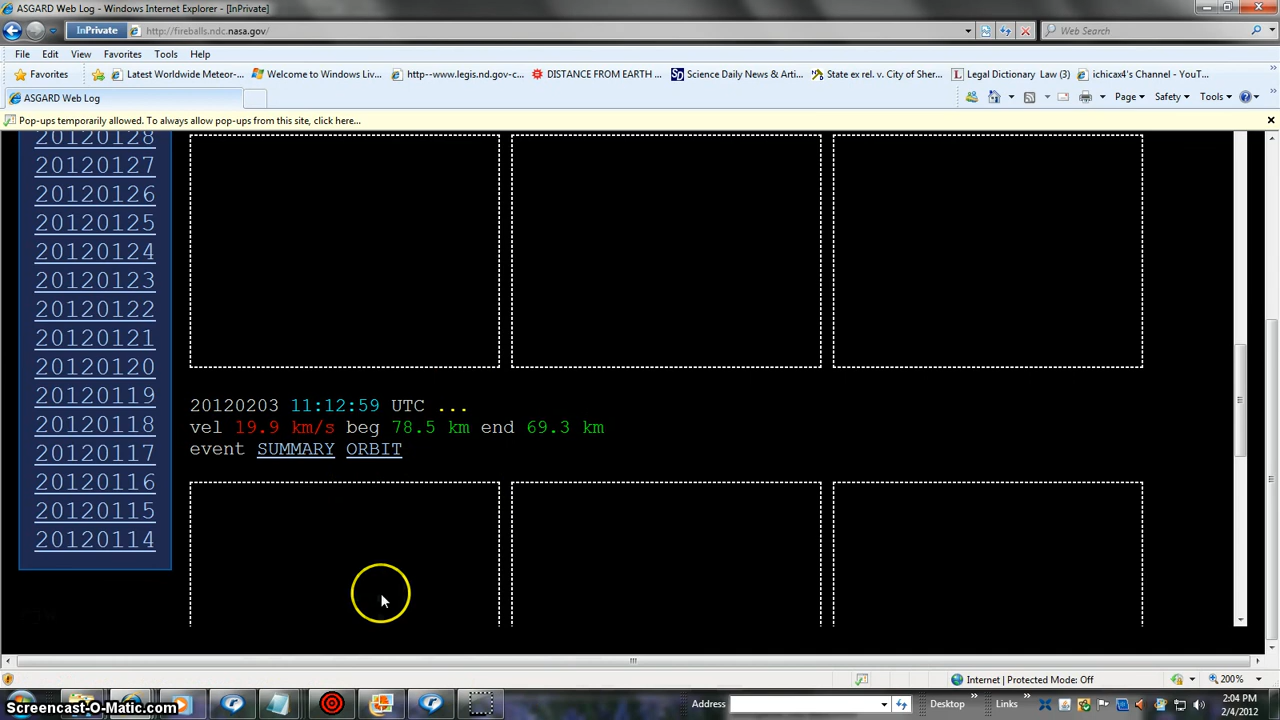 ASGARD Web Log - Windows Internet Explorer - [InPrivate]
InPrivate http://fireballs.ndc.nasa.gov/ Web Search
File Edit View Favorites Tools Help
Favorites Latest Worldwide Meteor-... Welcome to Windows Liv... http--www.legis.nd.gov-c... DISTANCE FROM EARTH ... Science Daily News & Arti... State ex rel. v. City of Sher... Legal Dictionary Law (3) ichicax4's Channel - YouT...
ASGARD Web Log Page Safety Tools
Pop-ups temporarily allowed. To always allow pop-ups from this site, click here...
20120128
20120127
20120126
20120125
20120124
20120123
20120122
20120121
20120120
20120119
20120118
20120117
20120116
20120115
20120114
20120203 11:12:59 UTC ...
vel 19.9 km/s beg 78.5 km end 69.3 km
event SUMMARY ORBIT
Internet | Protected Mode: Off 200%
Screencast-O-Matic.com Address Desktop Links 2:04 PM
2/4/2012